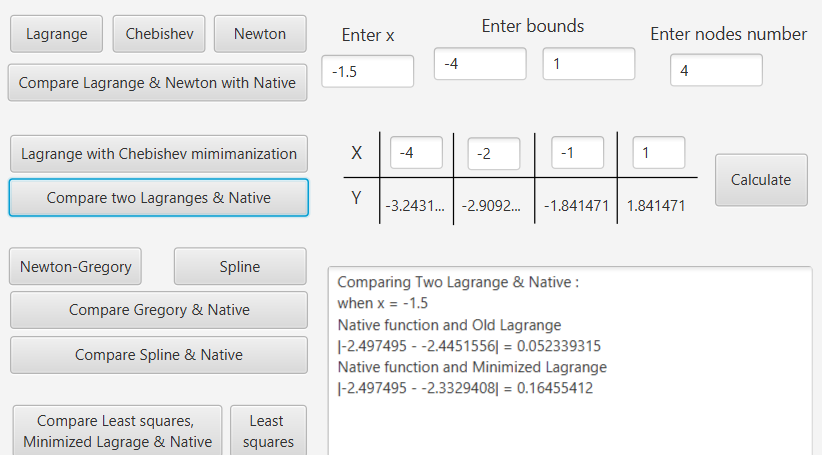 Lagrange Chebishev Newton
Enter x
Enter bounds
Enter nodes number
-1.5
-4
1
4
Compare Lagrange & Newton with Native
Lagrange with Chebishev mimimanization
Compare two Lagranges & Native
X -4 -2 -1 1
Y -3.2431... -2.9092... -1.841471 1.841471
Calculate
Newton-Gregory Spline
Compare Gregory & Native
Compare Spline & Native
Compare Least squares,
Minimized Lagrage & Native
Least
squares
Comparing Two Lagrange & Native :
when x = -1.5
Native function and Old Lagrange
|-2.497495 - -2.4451556| = 0.052339315
Native function and Minimized Lagrange
|-2.497495 - -2.3329408| = 0.16455412